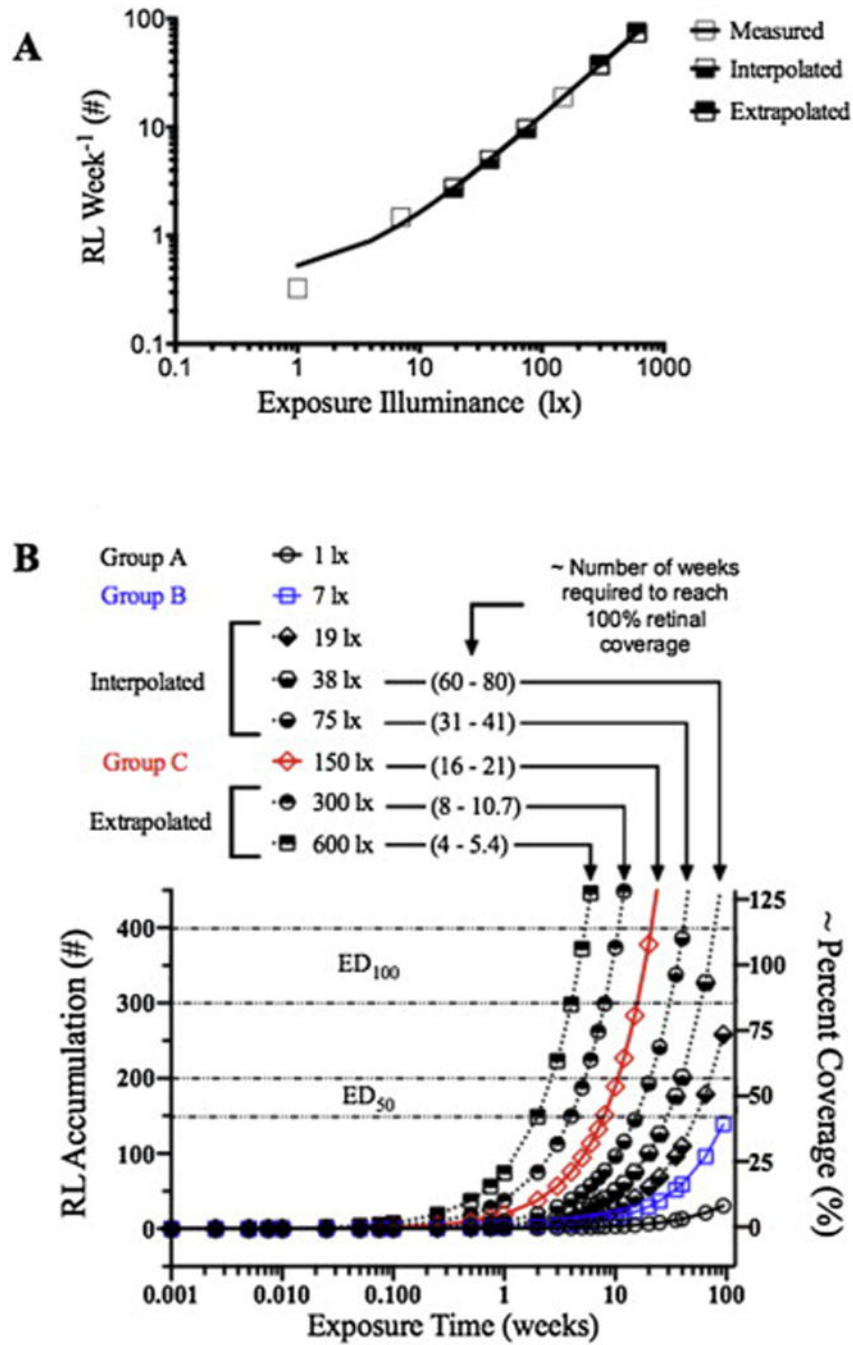 A
RL Week-1 (#)
100
10
1
0.1
0.1 1 10 100 1000
Exposure Illuminance (lx)
Measured
Interpolated
Extrapolated
B
Group A 1 lx
Group B 7 lx
Interpolated
19 lx
38 lx (60 - 80)
75 lx (31 - 41)
Group C 150 lx (16 - 21)
Extrapolated
300 lx (8 - 10.7)
600 lx (4 - 5.4)
~ Number of weeks
required to reach
100% retinal
coverage
RL Accumulation (#)
400
300
200
100
0
ED100
ED50
125
100
75
50
25
0
~ Percent Coverage (%)
0.001 0.010 0.100 1 10 100
Exposure Time (weeks)